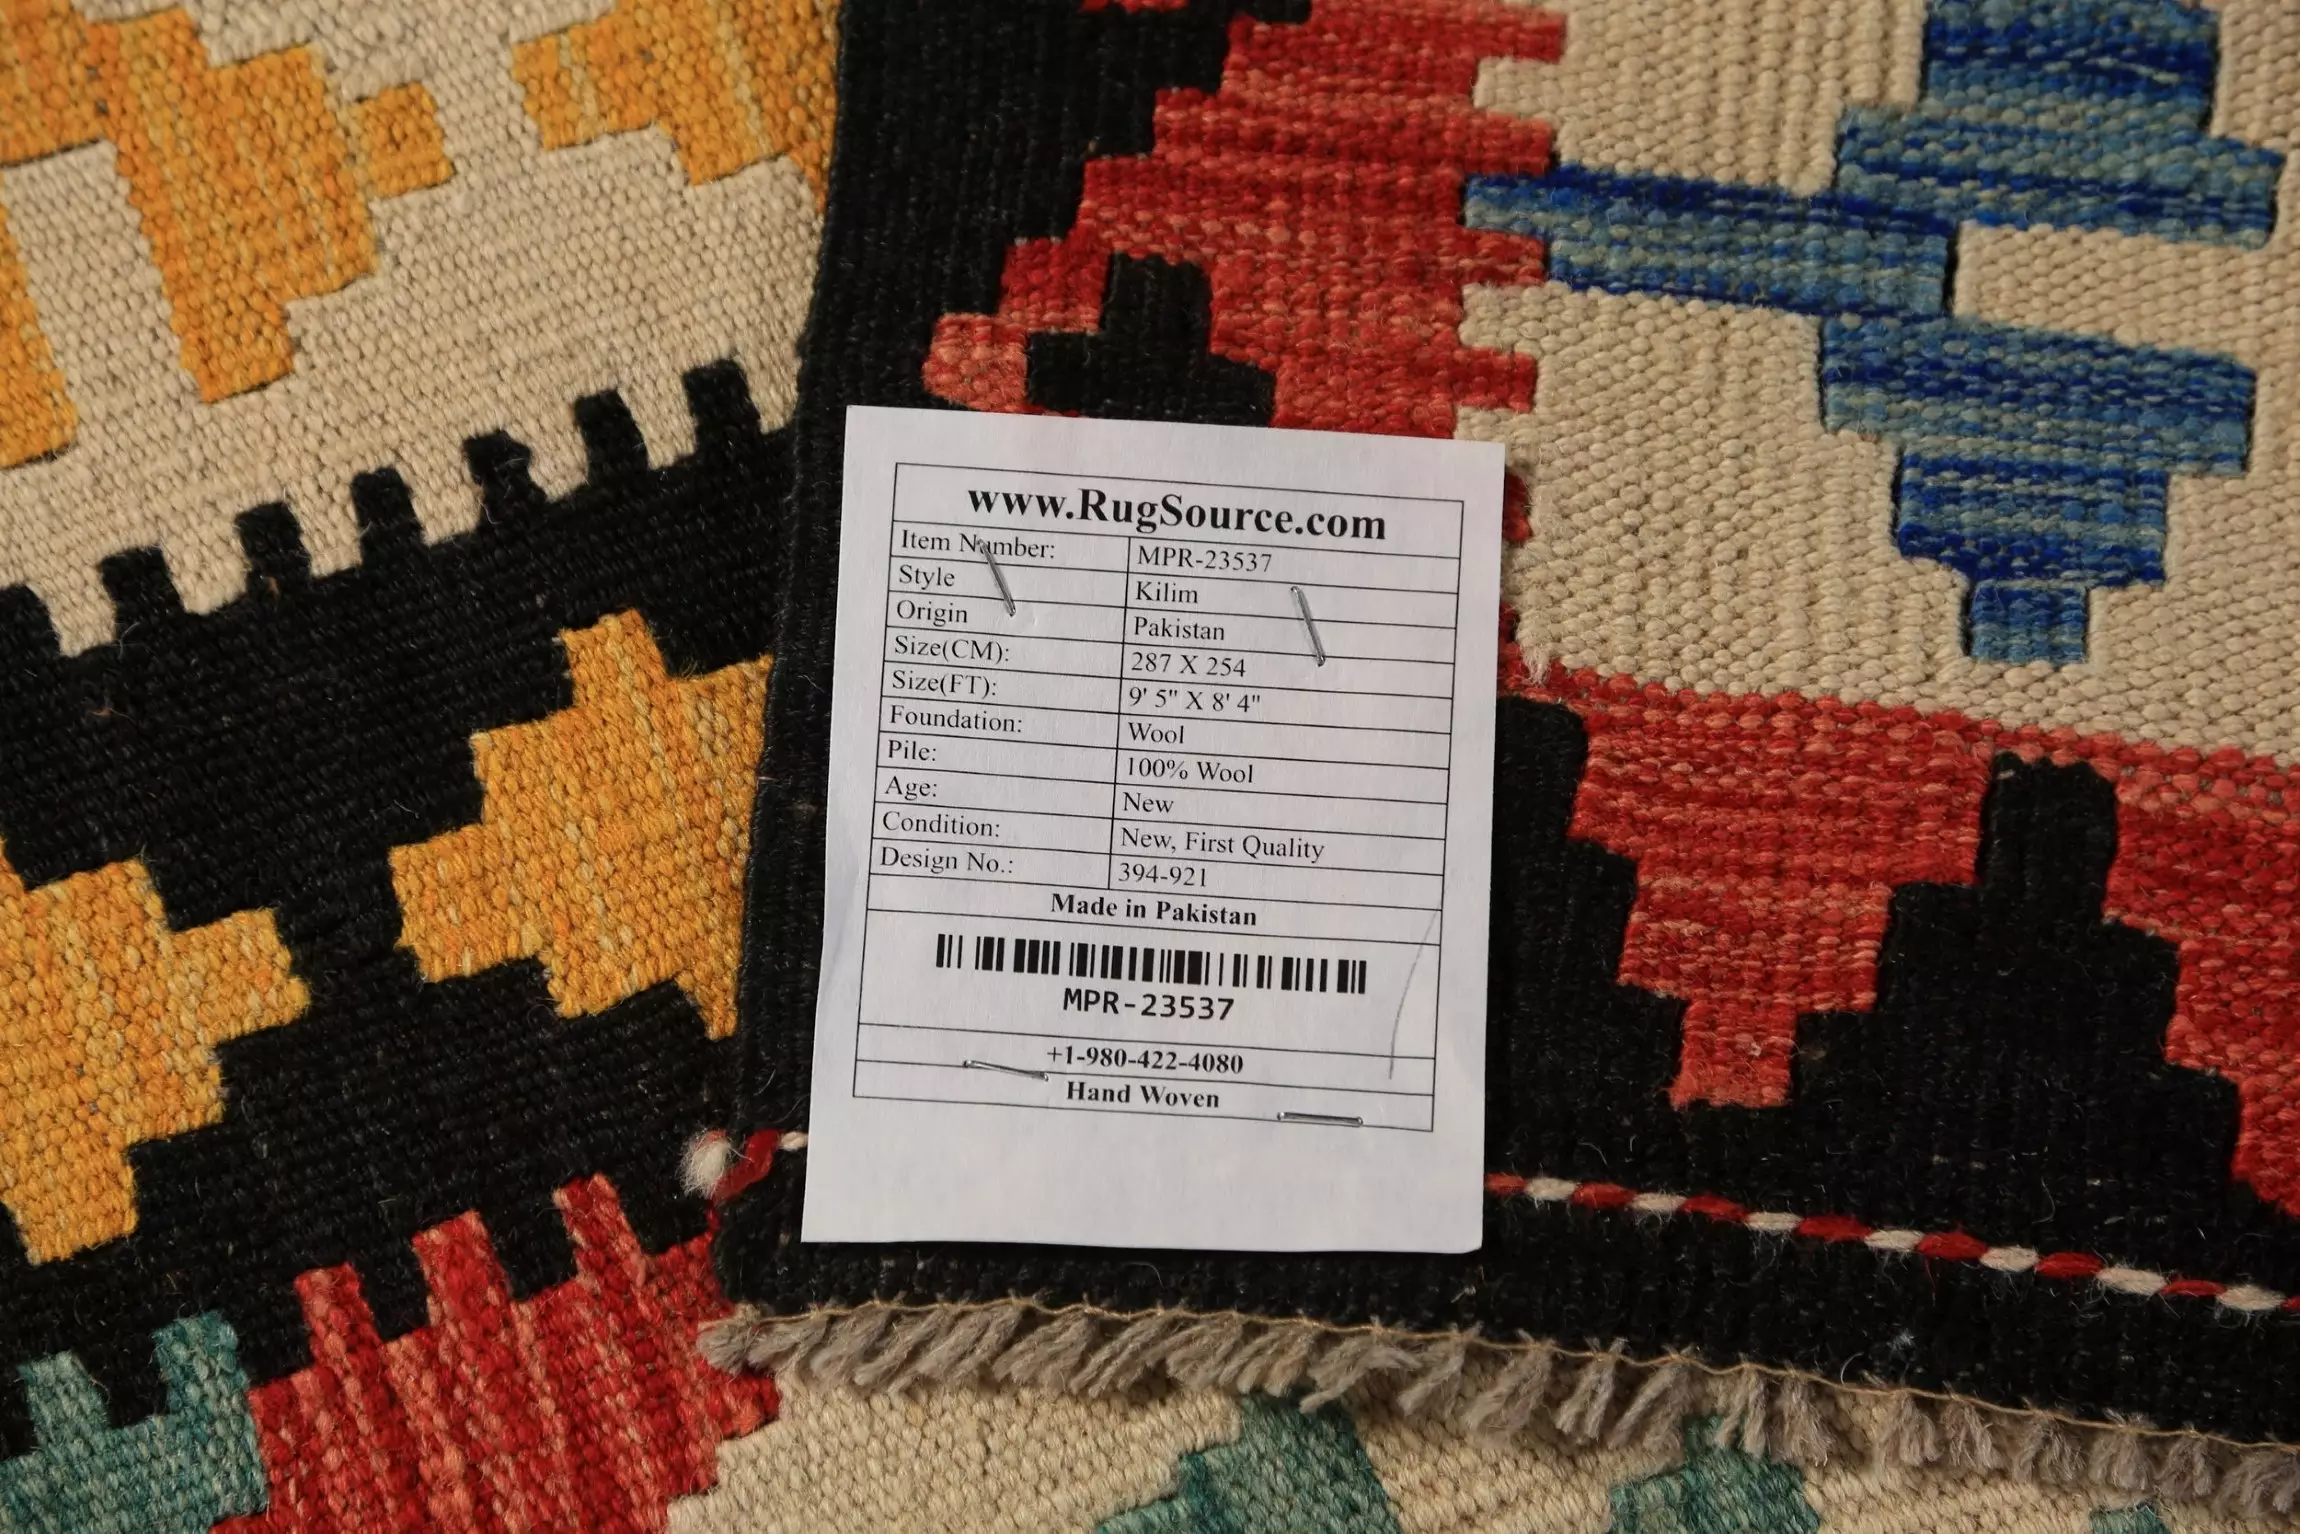 www.RugSource.com
Item Number: MPR-23537
Style Kilim
Origin Pakistan
Size(CM): 287 X 254
Size(FT): 9' 5" X 8' 4"
Foundation: Wool
Pile: 100% Wool
Age: New
Condition: New, First Quality
Design No.: 394-921
Made in Pakistan
MPR-23537
+1-980-422-4080
Hand Woven